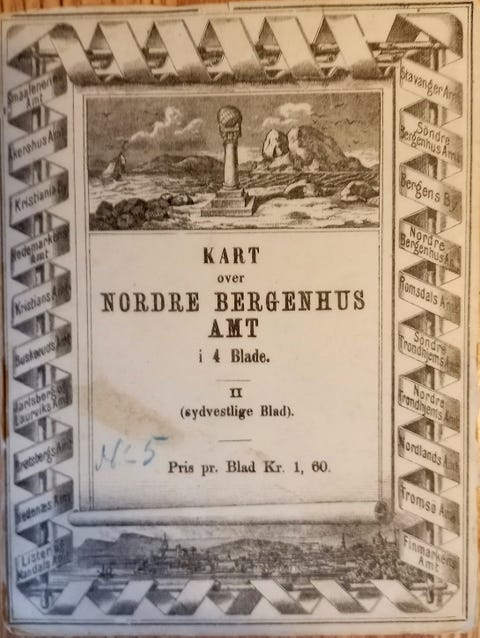 Smaalenenes Amt
Akershus Amt
Kristiania By
Hedemarkens Amt
Kristians Amt
Buskeruds Amt
Jarlsberg og Laurviks Amt
Bratsbergs Amt
Nedenæs Amt
Lister og Mandals Amt
KART
over
NORDRE BERGENHUS
AMT
i 4 Blade.
II
(sydvestlige Blad).
No 5
Pris pr. Blad Kr. 1, 60.
Stavanger Amt
Søndre Bergenhus Amt
Bergens By
Nordre Bergenhus Amt
Romsdals Amt
Søndre Trondhjems Amt
Nordre Trondhjems Amt
Nordlands Amt
Tromsø Amt
Finmarkens Amt